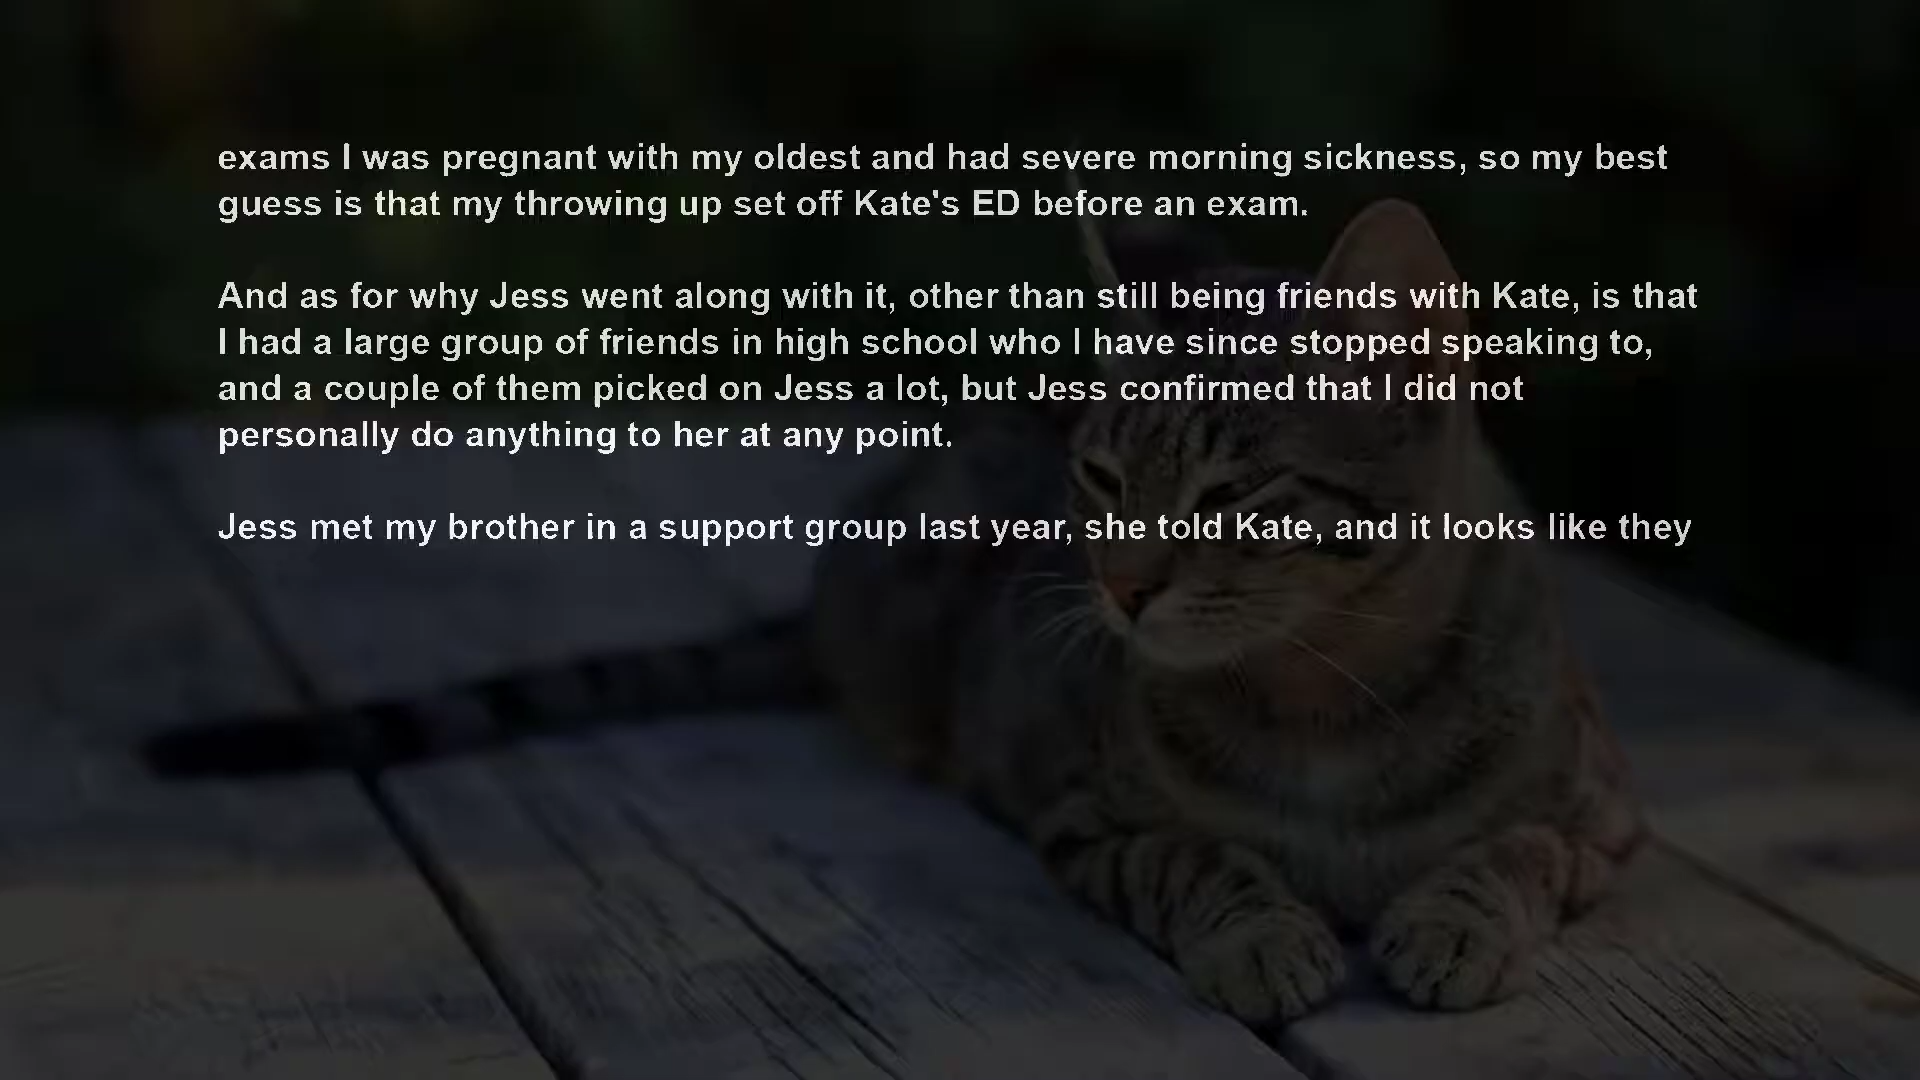 exams I was pregnant with my oldest and had severe morning sickness, so my best
guess is that my throwing up set off Kate's ED before an exam.
And as for why Jess went along with it, other than still being friends with Kate, is that
I had a large group of friends in high school who I have since stopped speaking to,
and a couple of them picked on Jess a lot, but Jess confirmed that I did not
personally do anything to her at any point.
Jess met my brother in a support group last year, she told Kate, and it looks like they